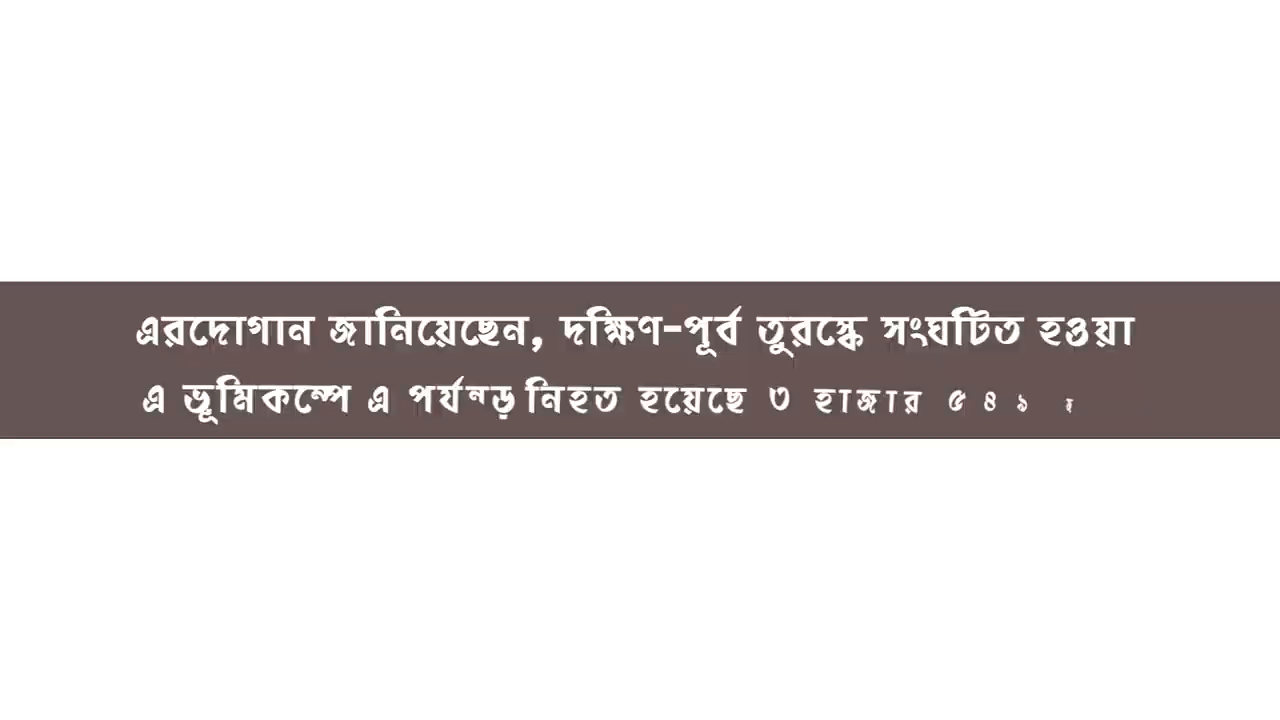 এরদোগান জানিয়েছেন, দক্ষিণ-পূর্ব তুরস্কে সংঘটিত হওয়া
এ ভূমিকম্পে এ পর্যন্ড় নিহত হয়েছে ৩ হাজার ৫৪১